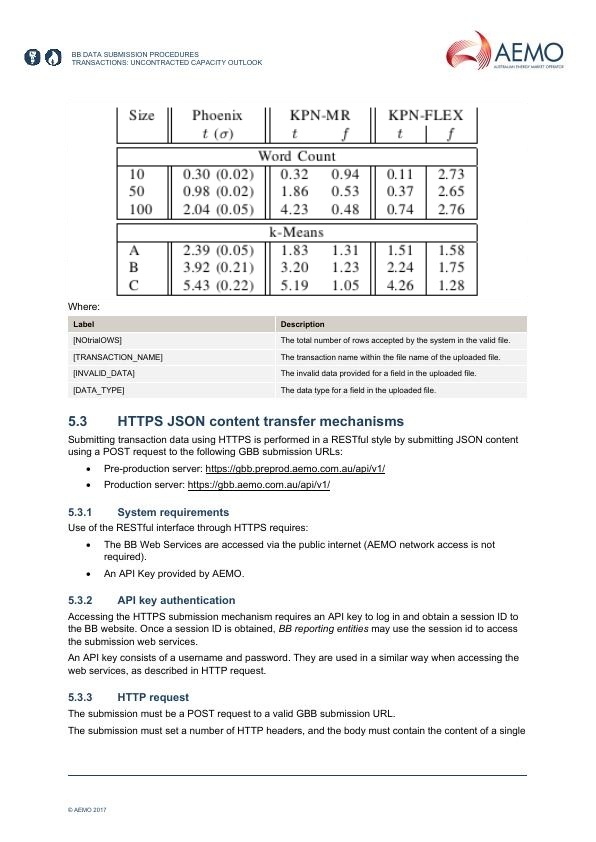 BB DATA SUBMISSION PROCEDURES
TRANSACTIONS: UNCONTRACTED CAPACITY OUTLOOK
AEMO
AUSTRALIAN ENERGY MARKET OPERATOR
Size Phoenix KPN-MR KPN-FLEX
t (σ) t f t f
Word Count
10 0.30 (0.02) 0.32 0.94 0.11 2.73
50 0.98 (0.02) 1.86 0.53 0.37 2.65
100 2.04 (0.05) 4.23 0.48 0.74 2.76
k-Means
A 2.39 (0.05) 1.83 1.31 1.51 1.58
B 3.92 (0.21) 3.20 1.23 2.24 1.75
C 5.43 (0.22) 5.19 1.05 4.26 1.28
Where:
Label Description
[NOtrialOWS] The total number of rows accepted by the system in the valid file.
[TRANSACTION_NAME] The transaction name within the file name of the uploaded file.
[INVALID_DATA] The invalid data provided for a field in the uploaded file.
[DATA_TYPE] The data type for a field in the uploaded file.
5.3 HTTPS JSON content transfer mechanisms
Submitting transaction data using HTTPS is performed in a RESTful style by submitting JSON content
using a POST request to the following GBB submission URLs:
• Pre-production server: https://gbb.preprod.aemo.com.au/api/v1/
• Production server: https://gbb.aemo.com.au/api/v1/
5.3.1 System requirements
Use of the RESTful interface through HTTPS requires:
• The BB Web Services are accessed via the public internet (AEMO network access is not
required).
• An API Key provided by AEMO.
5.3.2 API key authentication
Accessing the HTTPS submission mechanism requires an API key to log in and obtain a session ID to
the BB website. Once a session ID is obtained, BB reporting entities may use the session id to access
the submission web services.
An API key consists of a username and password. They are used in a similar way when accessing the
web services, as described in HTTP request.
5.3.3 HTTP request
The submission must be a POST request to a valid GBB submission URL.
The submission must set a number of HTTP headers, and the body must contain the content of a single
© AEMO 2017